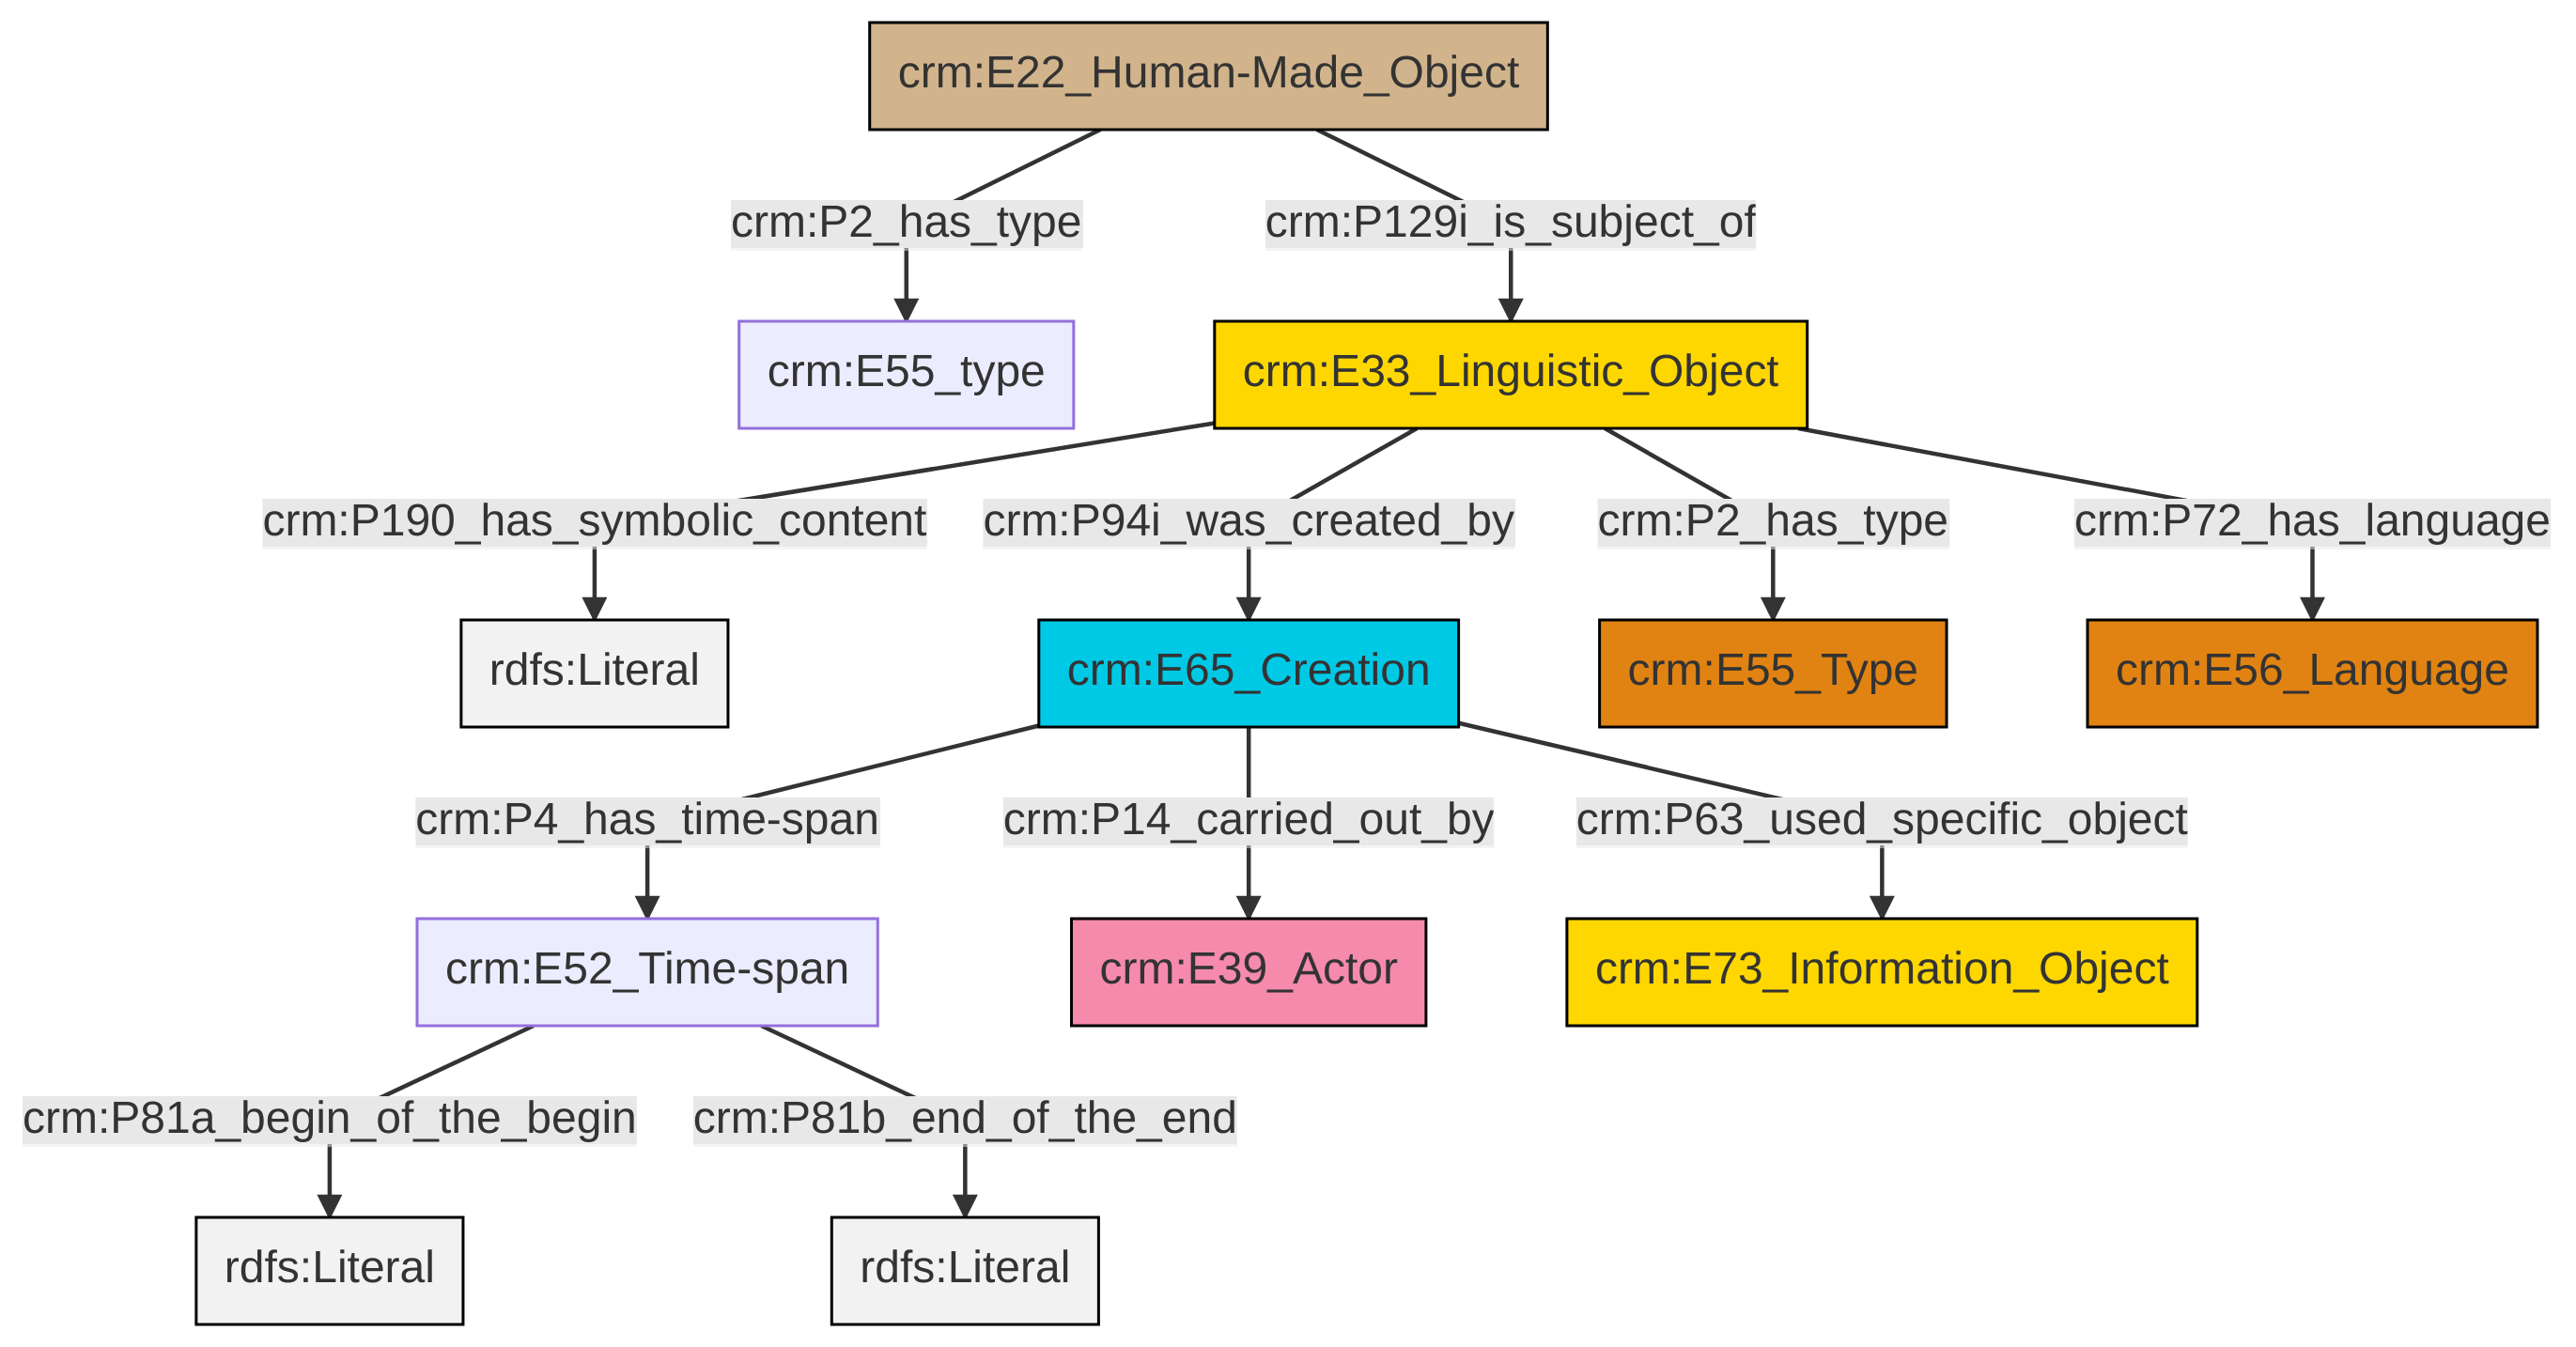 crm:E22_Human-Made_Object
crm:P2_has_type
crm:P129i_is_subject_of
crm:E55_type
crm:E33_Linguistic_Object
crm:P190_has_symbolic_content
crm:P94i_was_created_by
crm:P2_has_type
crm:P72_has_language
rdfs:Literal
crm:E65_Creation
crm:E55_Type
crm:E56_Language
crm:P4_has_time-span
crm:P14_carried_out_by
crm:P63_used_specific_object
crm:E52_Time-span
crm:E39_Actor
crm:E73_Information_Object
crm:P81a_begin_of_the_begin
crm:P81b_end_of_the_end
rdfs:Literal
rdfs:Literal